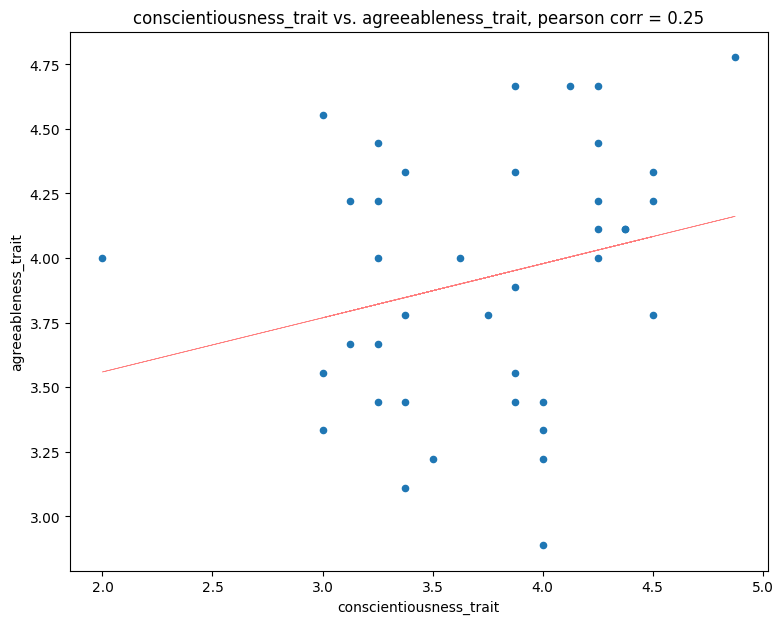 conscientiousness_trait vs. agreeableness_trait, pearson corr = 0.25
4.75
4.50
4.25
4.00
3.75
3.50
3.25
3.00
agreeableness_trait
2.0 2.5 3.0 3.5 4.0 4.5 5.0
conscientiousness_trait